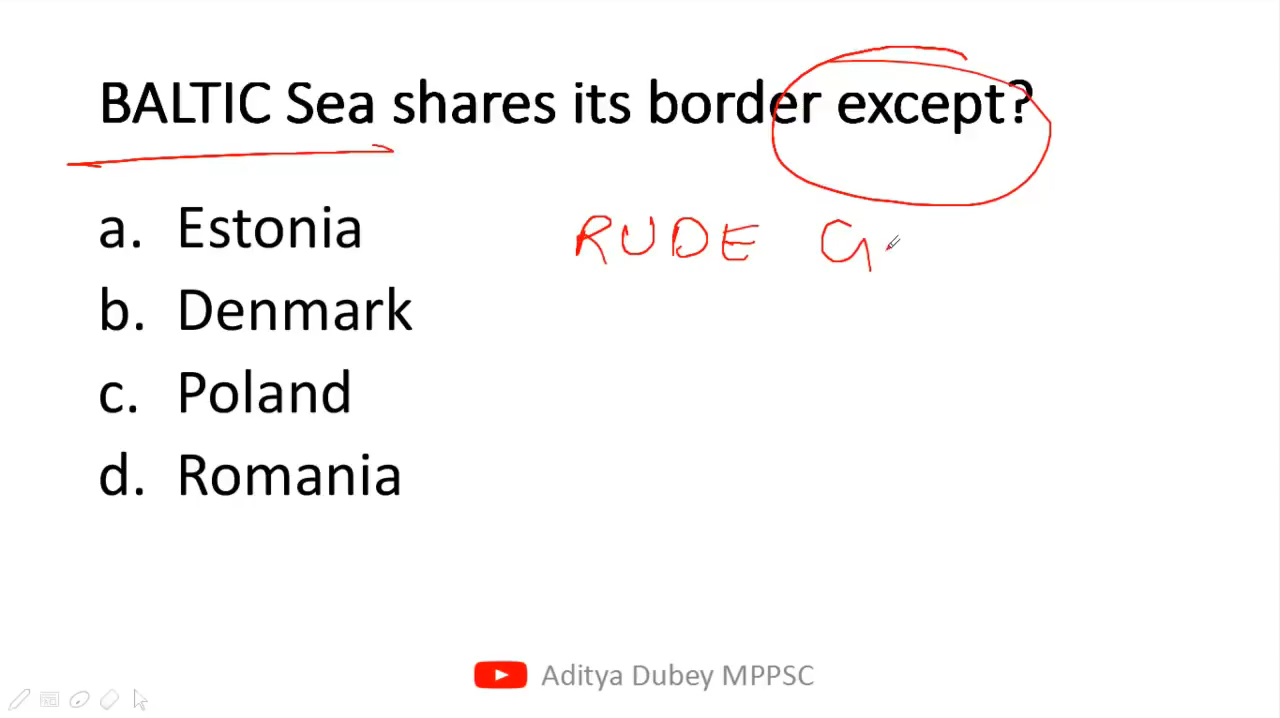 BALTIC Sea shares its border except?
a. Estonia
RUDE G
b. Denmark
c. Poland
d. Romania
Aditya Dubey MPPSC